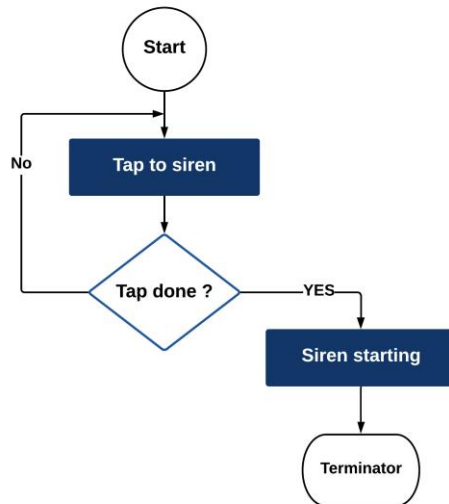 Start
No
Tap to siren
Tap done ?
YES
Siren starting
Terminator